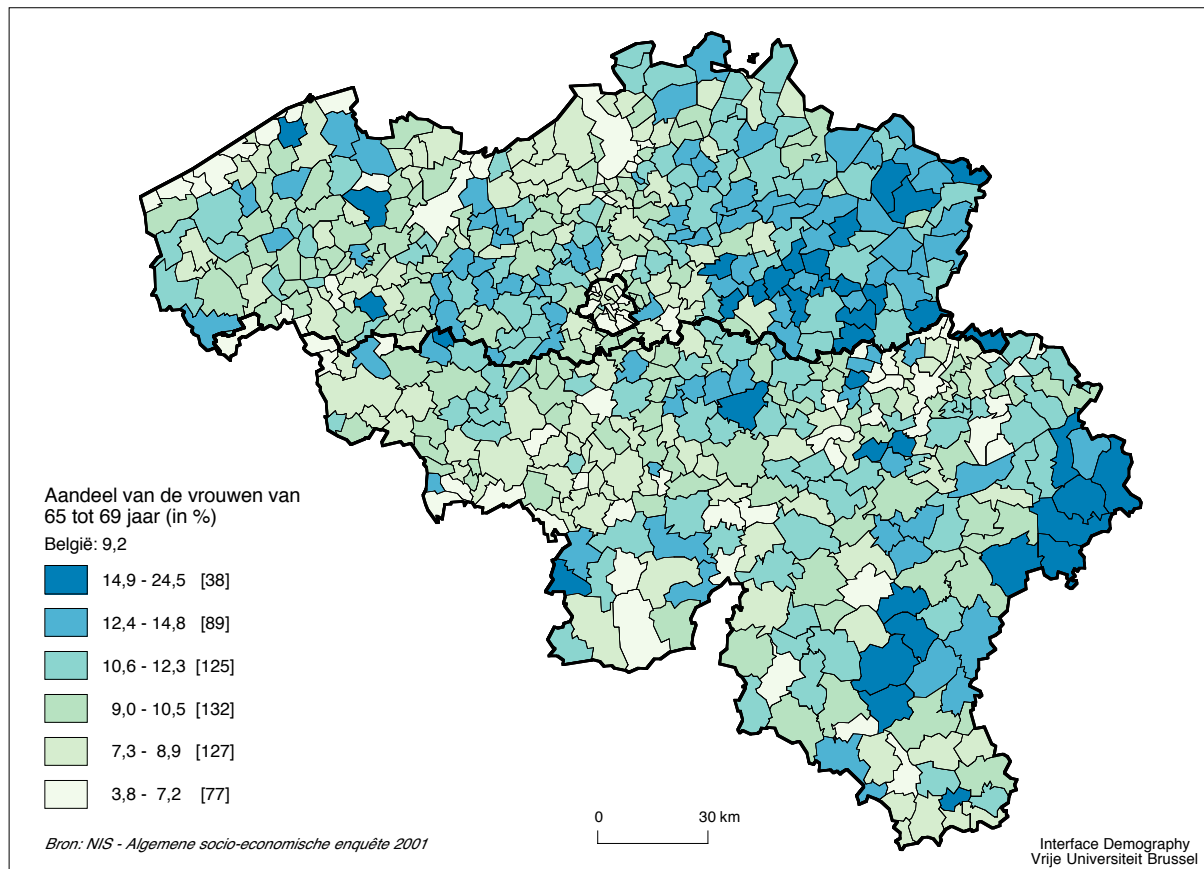 Aandeel van de vrouwen van
65 tot 69 jaar (in %)
België: 9,2
14,9 - 24,5 [38]
12,4 - 14,8 [89]
10,6 - 12,3 [125]
9,0 - 10,5 [132]
7,3 - 8,9 [127]
3,8 - 7,2 [77]
0 30 km
Bron: NIS - Algemene socio-economische enquête 2001
Interface Demography
Vrije Universiteit Brussel